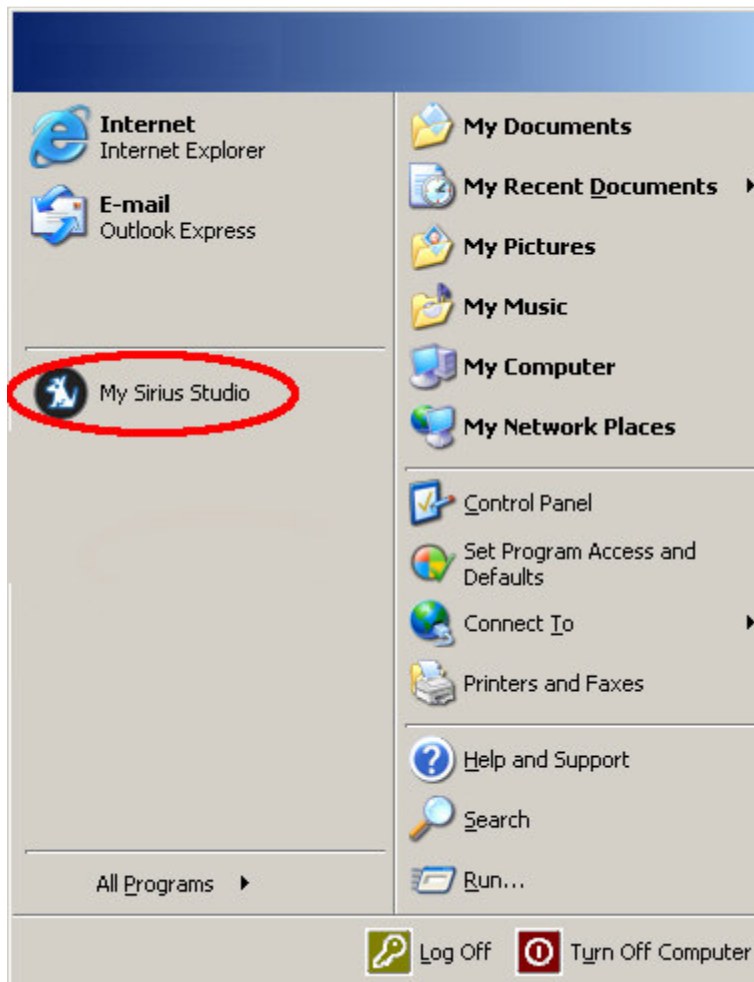 Internet
Internet Explorer
E-mail
Outlook Express
My Sirius Studio
All Programs
My Documents
My Recent Documents
My Pictures
My Music
My Computer
My Network Places
Control Panel
Set Program Access and
Defaults
Connect To
Printers and Faxes
Help and Support
Search
Run...
Log Off
Turn Off Computer